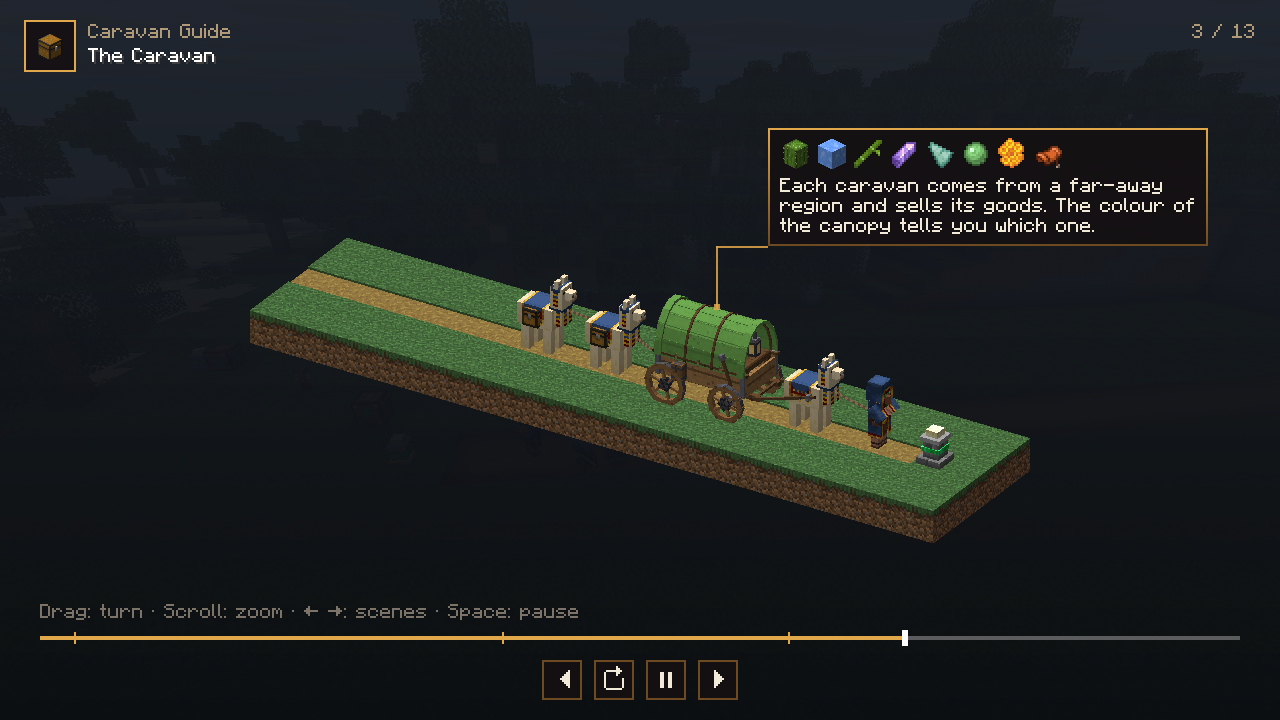 Caravan Guide
The Caravan
3 / 13
Each caravan comes from a far-away
region and sells its goods. The colour of
the canopy tells you which one.
Drag: turn · Scroll: zoom · ← →: scenes · Space: pause